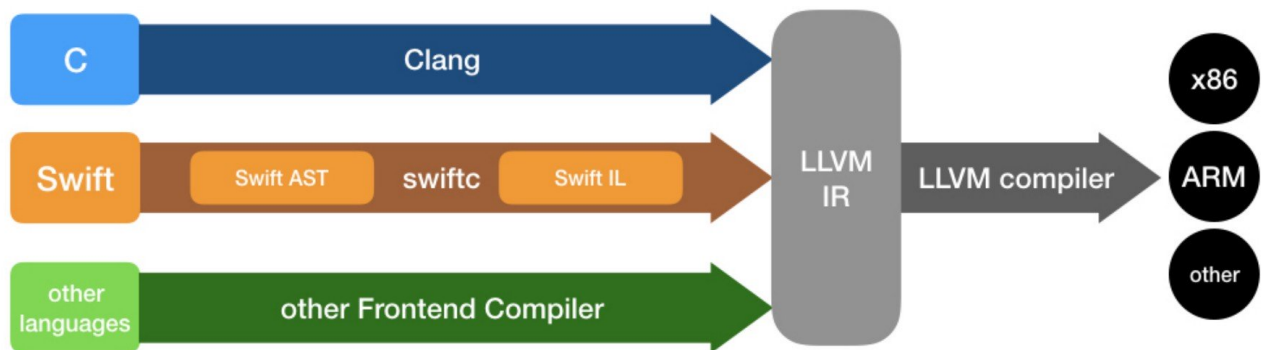 C
Clang
Swift
Swift AST
swiftc
Swift IL
other
languages
other Frontend Compiler
LLVM
IR
LLVM compiler
x86
ARM
other